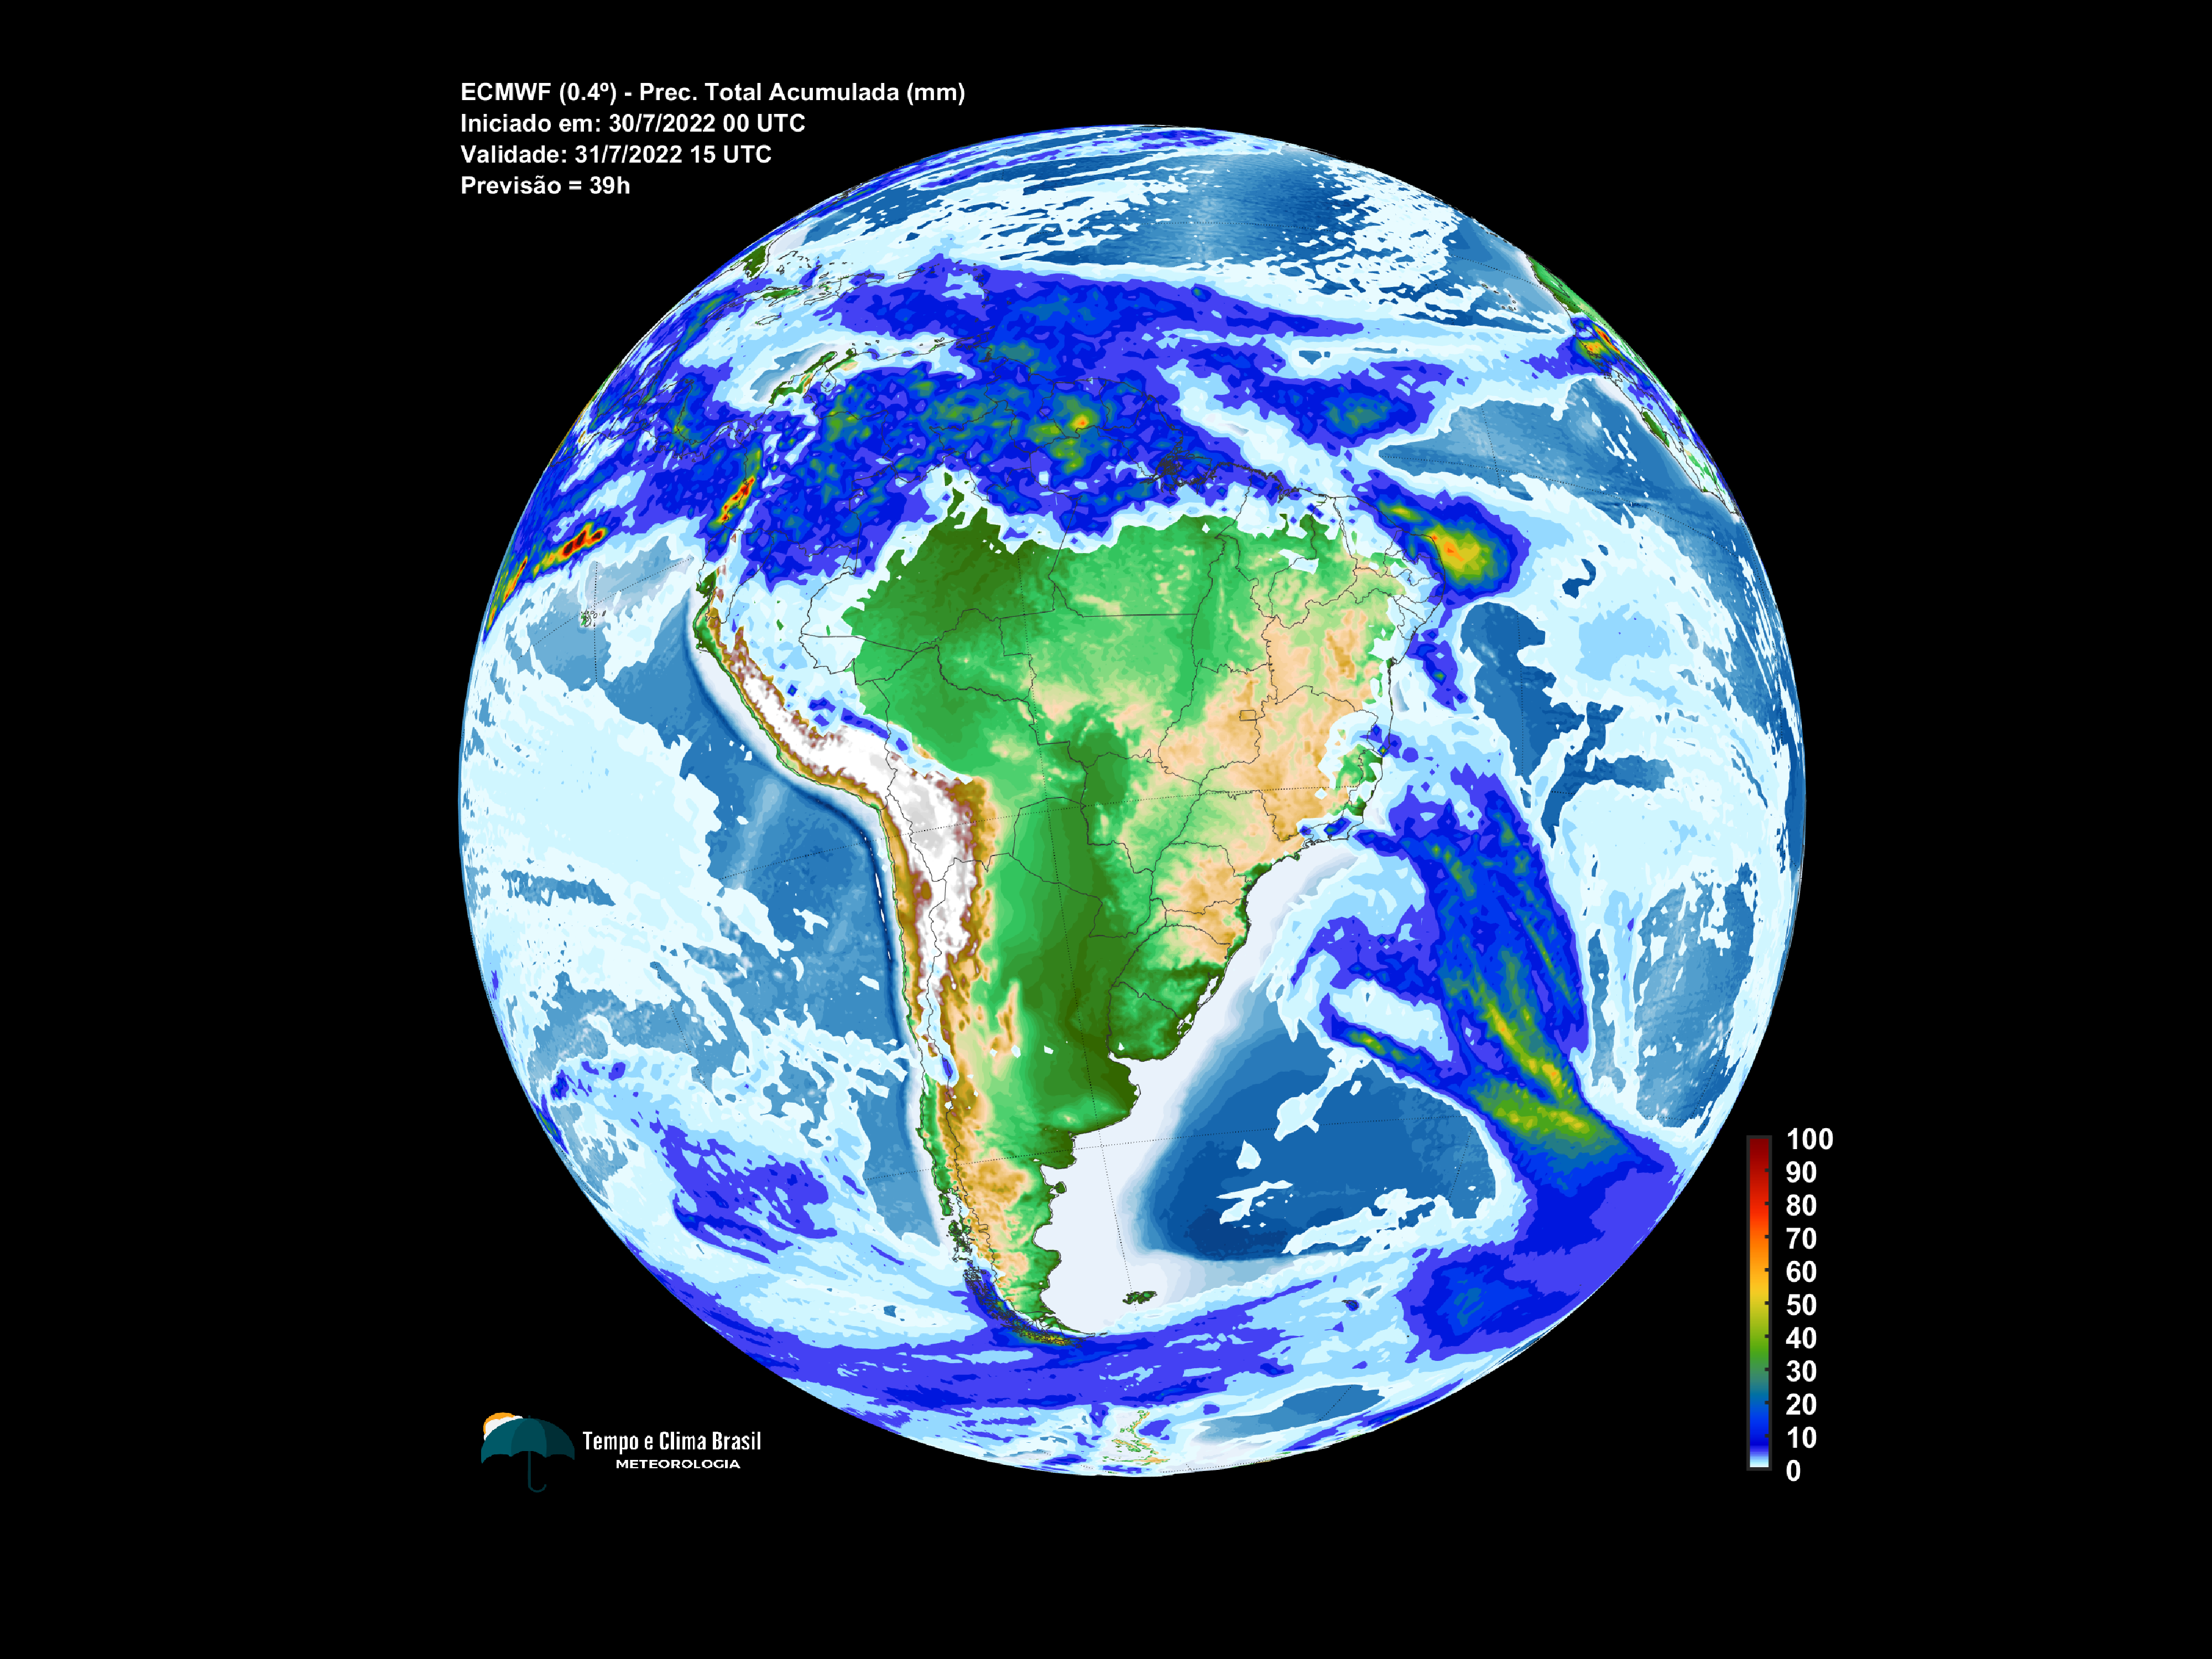 ECMWF (0.4º) - Prec. Total Acumulada (mm)
Iniciado em: 30/7/2022 00 UTC
Validade: 31/7/2022 15 UTC
Previsão = 39h
100
90
80
70
60
50
40
30
20
10
0
Tempo e Clima Brasil
METEOROLOGIA